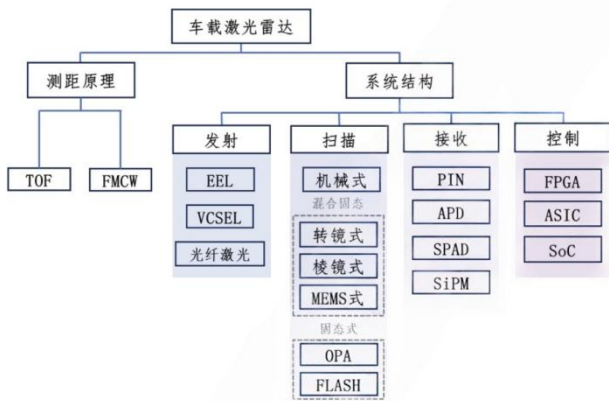 车载激光雷达
测距原理
系统结构
TOF
FMCW
发射
扫描
接收
控制
EEL
VCSEL
光纤激光
机械式
混合固态
转镜式
棱镜式
MEMS式
固态式
OPA
FLASH
PIN
APD
SPAD
SiPM
FPGA
ASIC
SoC